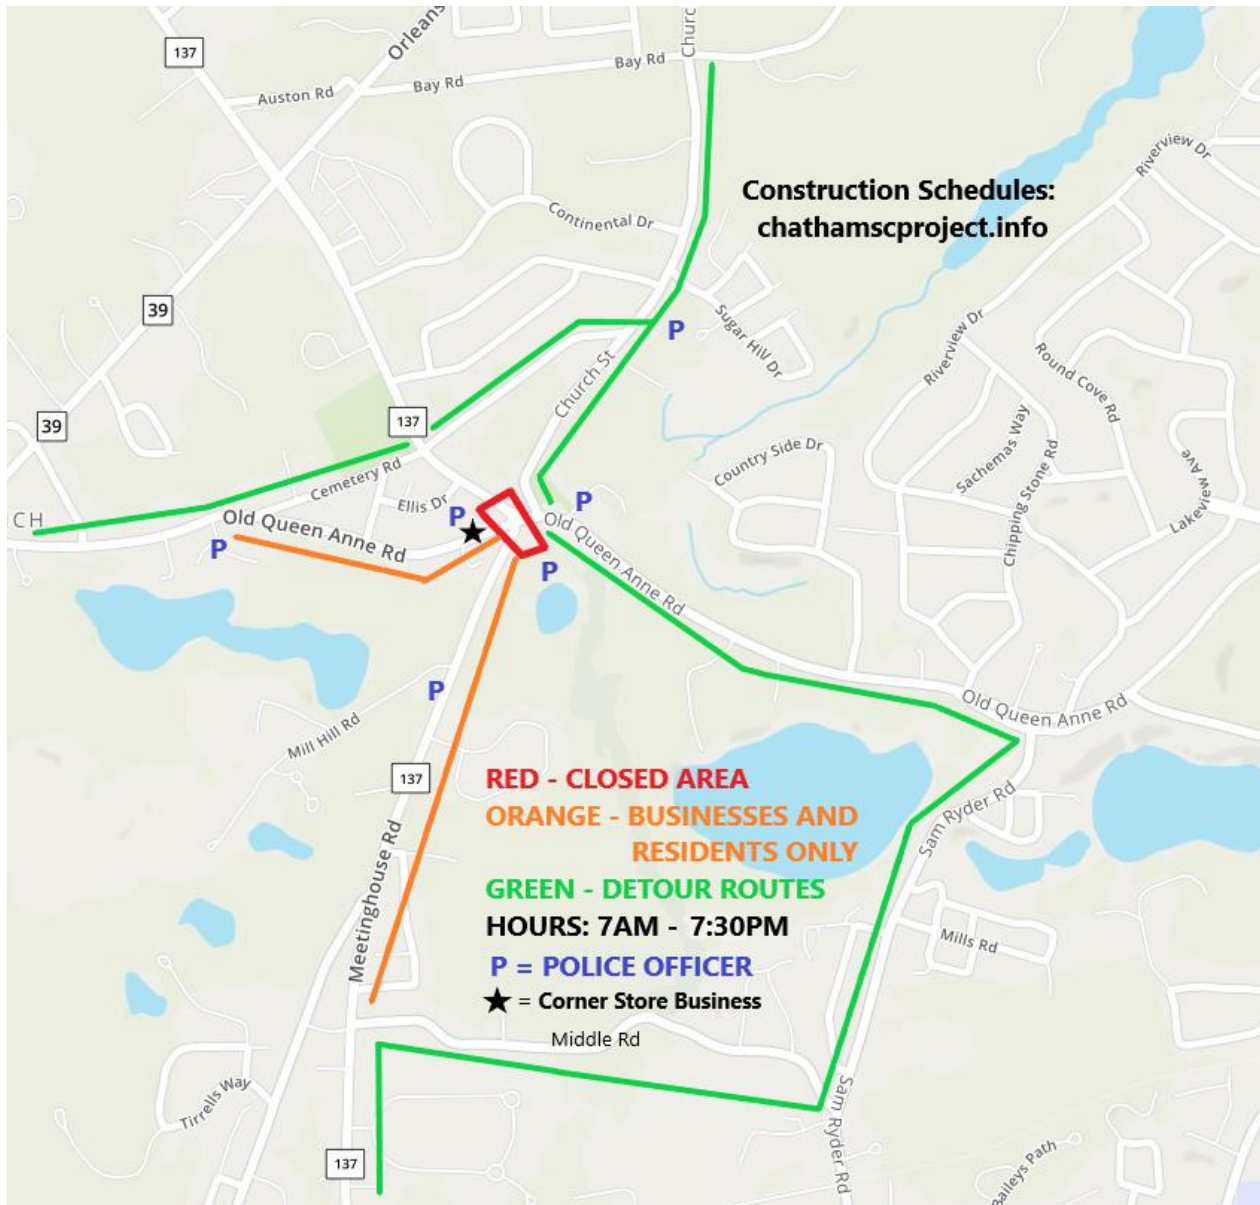 137
Orleans
Churc
Bay Rd
Bay Rd
Auston Rd
Riverview Dr
Construction Schedules:
chathamscproject.info
Continental Dr
39
Sugar Hill Dr
P
Riverview Dr
Round Cove Rd
Church St
39
137
Sachemas Way
Chipping Stone Rd
Country Side Dr
Lakeview Ave
Cemetery Rd
Ellis Dr
CH
Old Queen Anne Rd
P
P
P
P
Old Queen Anne Rd
P
Old Queen Anne Rd
Mill Hill Rd
137
RED - CLOSED AREA
ORANGE - BUSINESSES AND
RESIDENTS ONLY
GREEN - DETOUR ROUTES
HOURS: 7AM - 7:30PM
P = POLICE OFFICER
★ = Corner Store Business
Sam Ryder Rd
Mills Rd
Meetinghouse Rd
Middle Rd
Tirrells Way
Sam Ryder Rd
137
Baileys Path